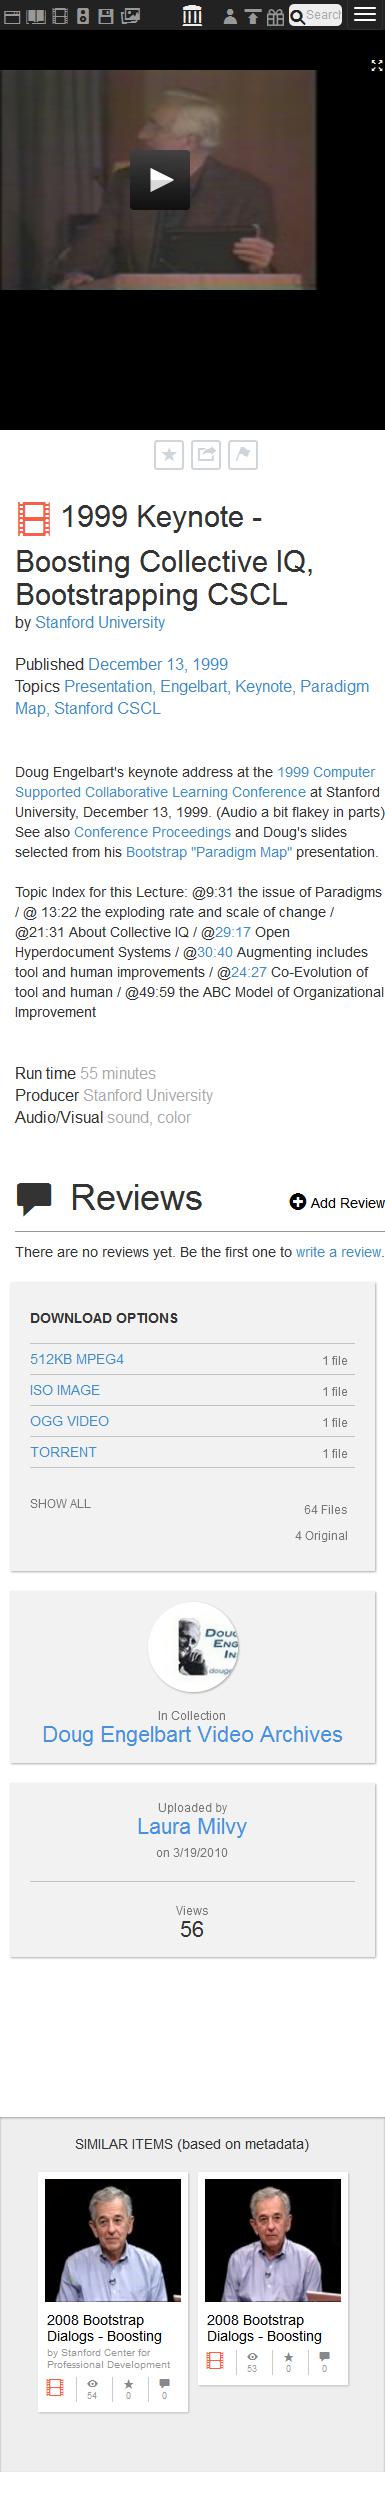 Search
1999 Keynote -
Boosting Collective IQ,
Bootstrapping CSCL
by Stanford University
Published December 13, 1999
Topics Presentation, Engelbart, Keynote, Paradigm
Map, Stanford CSCL
Doug Engelbart's keynote address at the 1999 Computer
Supported Collaborative Learning Conference at Stanford
University, December 13, 1999. (Audio a bit flakey in parts)
See also Conference Proceedings and Doug's slides
selected from his Bootstrap "Paradigm Map" presentation.
Topic Index for this Lecture: @9:31 the issue of Paradigms
/ @ 13:22 the exploding rate and scale of change /
@21:31 About Collective IQ / @29:17 Open
Hyperdocument Systems / @30:40 Augmenting includes
tool and human improvements / @24:27 Co-Evolution of
tool and human / @49:59 the ABC Model of Organizational
Improvement
Run time 55 minutes
Producer Stanford University
Audio/Visual sound, color
Reviews
Add Review
There are no reviews yet. Be the first one to write a review.
DOWNLOAD OPTIONS
512KB MPEG4 1 file
ISO IMAGE 1 file
OGG VIDEO 1 file
TORRENT 1 file
SHOW ALL 64 Files
4 Original
DOUG
ENG
IN
doug
In Collection
Doug Engelbart Video Archives
Uploaded by
Laura Milvy
on 3/19/2010
Views
56
SIMILAR ITEMS (based on metadata)
2008 Bootstrap
Dialogs - Boosting
by Stanford Center for
Professional Development
54 0 0
2008 Bootstrap
Dialogs - Boosting
53 0 0